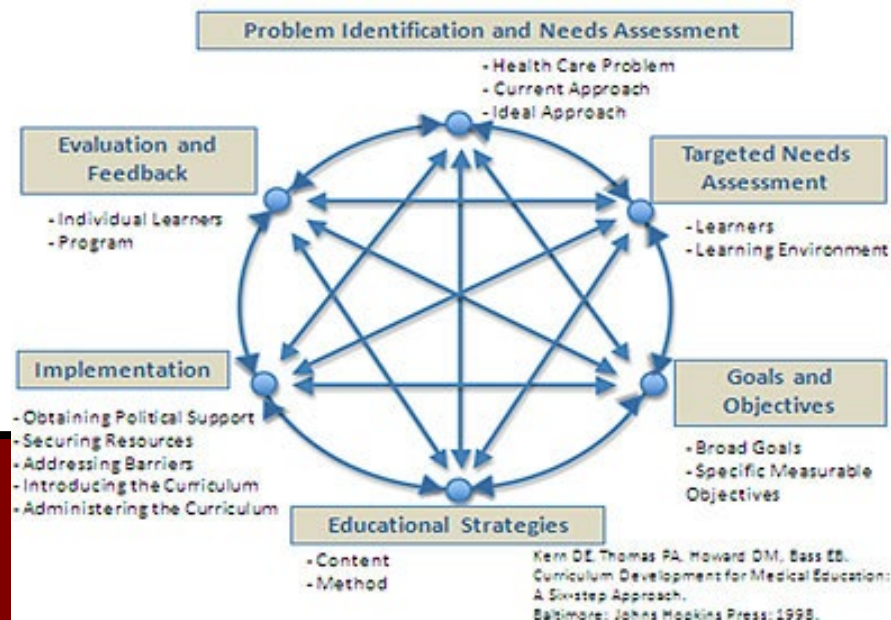 Problem Identification and Needs Assessment
- Health Care Problem
- Current Approach
- Ideal Approach
Evaluation and
Feedback
- Individual Learners
- Program
Targeted Needs
Assessment
- Learners
- Learning Environment
Implementation
- Obtaining Political Support
- Securing Resources
- Addressing Barriers
- Introducing the Curriculum
- Administering the Curriculum
Goals and
Objectives
- Broad Goals
- Specific Measurable
Objectives
Educational Strategies
- Content
- Method
Kern DE, Thomas PA, Howard DM, Bass EB.
Curriculum Development for Medical Education:
A Six-step Approach.
Baltimore: Johns Hopkins Press; 1998.